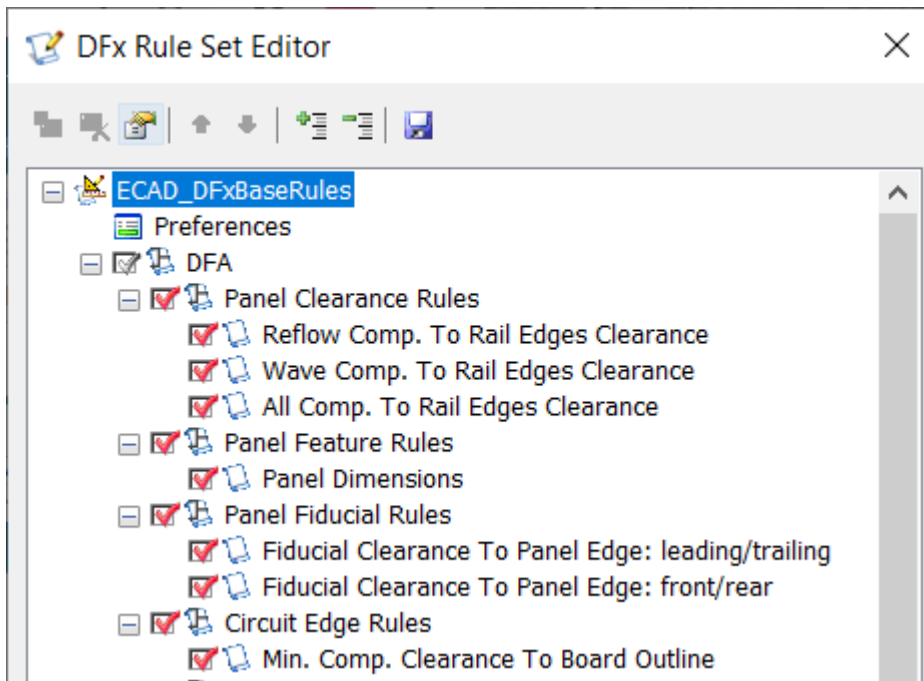 DFx Rule Set Editor
ECAD_DFxBaseRules
Preferences
DFA
Panel Clearance Rules
Reflow Comp. To Rail Edges Clearance
Wave Comp. To Rail Edges Clearance
All Comp. To Rail Edges Clearance
Panel Feature Rules
Panel Dimensions
Panel Fiducial Rules
Fiducial Clearance To Panel Edge: leading/trailing
Fiducial Clearance To Panel Edge: front/rear
Circuit Edge Rules
Min. Comp. Clearance To Board Outline